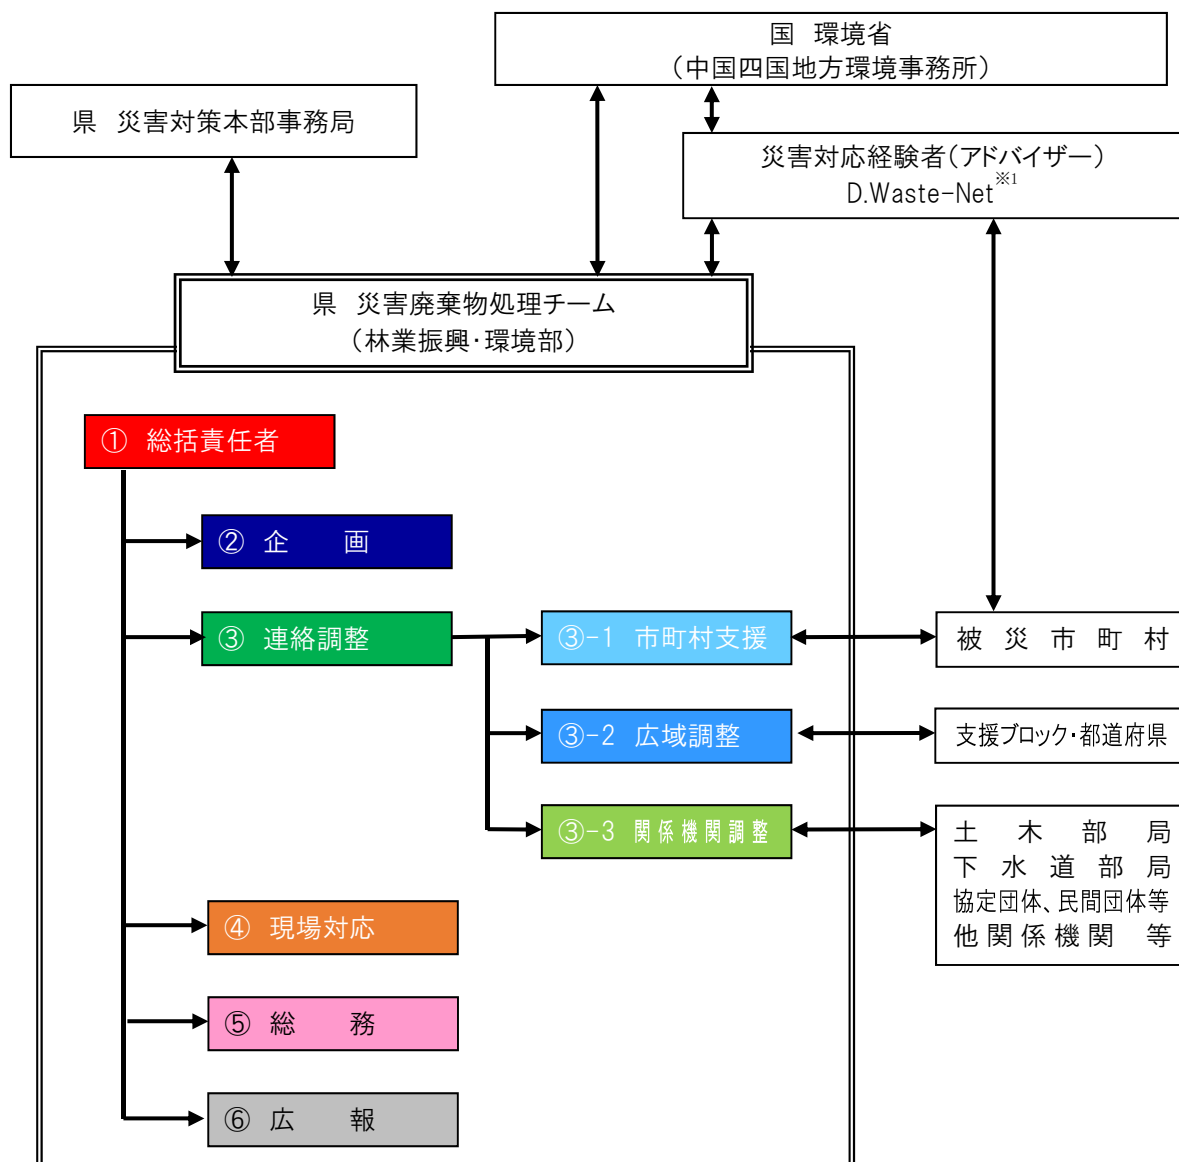 国 環境省
（中国四国地方環境事務所）
県 災害対策本部事務局
災害対応経験者（アドバイザー）
D.Waste-Net※1
県 災害廃棄物処理チーム
（林業振興・環境部）
① 総括責任者
② 企 画
③ 連絡調整
③-1 市町村支援
被災市町村
③-2 広域調整
支援ブロック・都道府県
③-3 関係機関調整
土木部局
下水道部局
協定団体、民間団体等
他関係機関 等
④ 現場対応
⑤ 総 務
⑥ 広 報